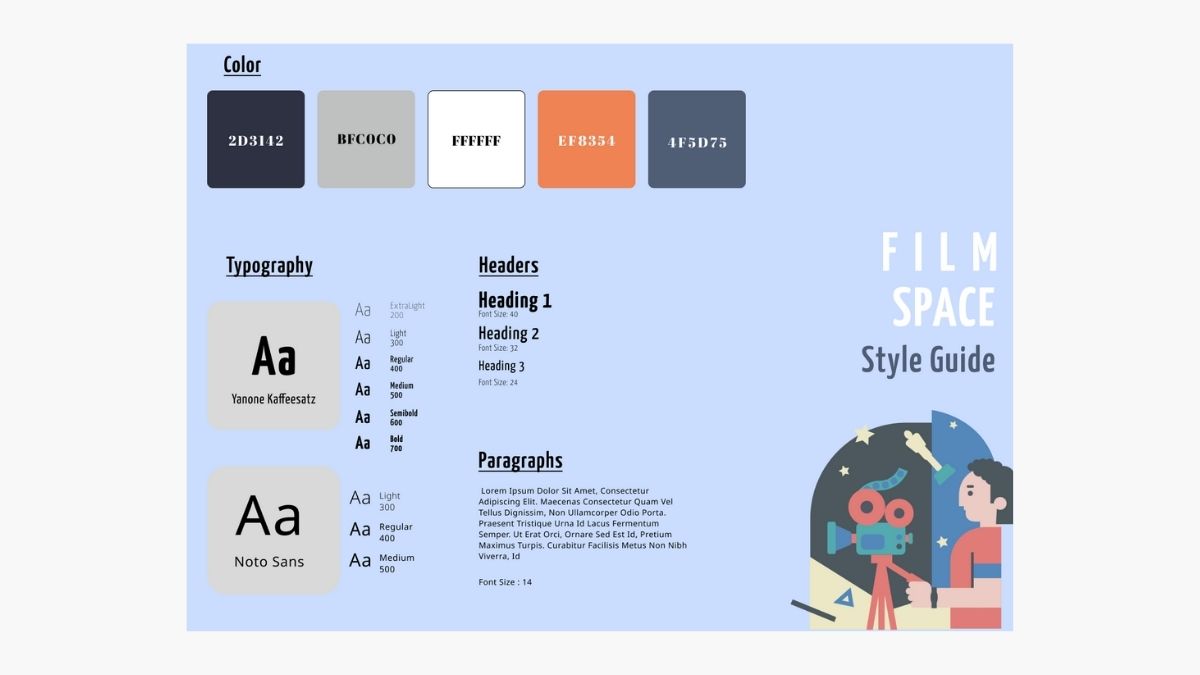 Color
2D3142
BFC0C0
FFFFFF
EF8354
4F5D75
FILM
SPACE
Style Guide
Typography
Aa
Yanone Kaffeesatz
Aa ExtraLight
200
Aa Light
300
Aa Regular
400
Aa Medium
500
Aa Semibold
600
Aa Bold
700
Aa
Noto Sans
Aa Light
300
Aa Regular
400
Aa Medium
500
Headers
Heading 1
Font Size: 40
Heading 2
Font Size: 32
Heading 3
Font Size: 24
Paragraphs
Lorem Ipsum Dolor Sit Amet, Consectetur
Adipiscing Elit. Maecenas Consectetur Quam Vel
Tellus Dignissim, Non Ullamcorper Odio Porta.
Praesent Tristique Urna Id Lacus Fermentum
Semper. Ut Erat Orci, Ornare Sed Est Id, Pretium
Maximus Turpis. Curabitur Facilisis Metus Non Nibh
Viverra, Id
Font Size : 14